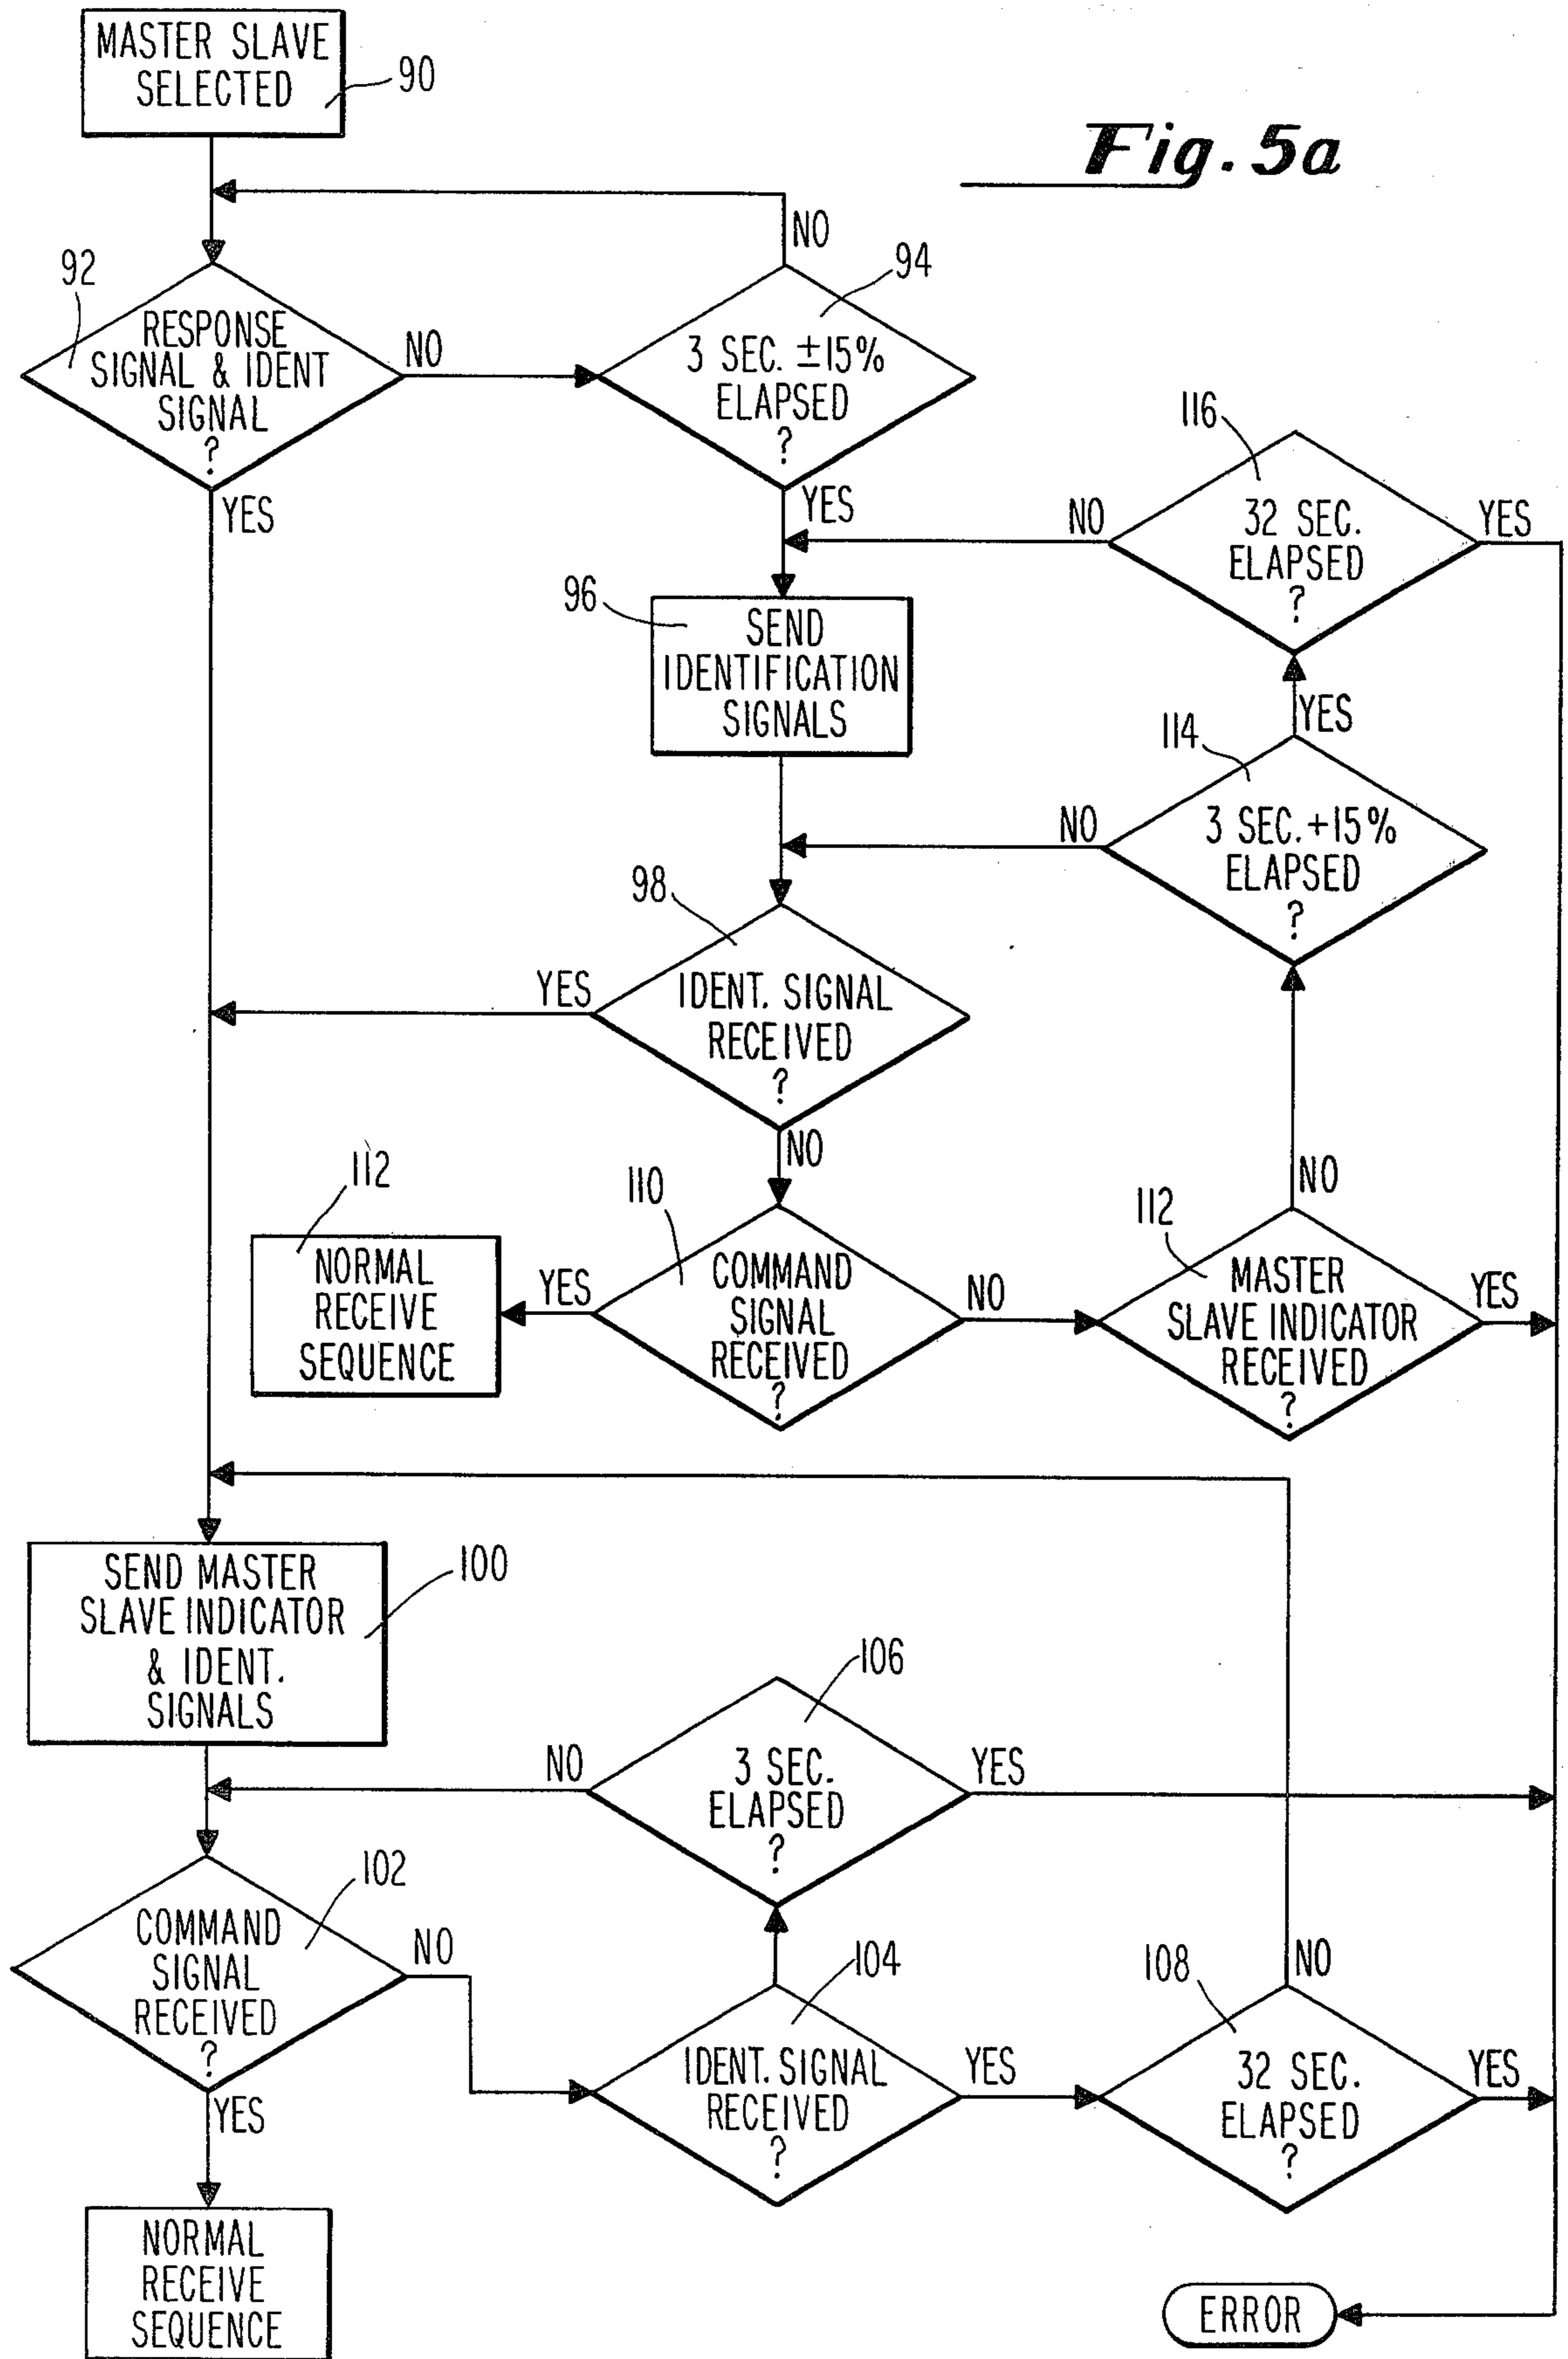 MASTER SLAVE
SELECTED
90
Fig. 5a
NO
92
RESPONSE
SIGNAL & IDENT
SIGNAL
?
NO
94
3 SEC. ±15%
ELAPSED
?
YES
YES
116
32 SEC.
ELAPSED
?
NO
YES
96
SEND
IDENTIFICATION
SIGNALS
YES
114
3 SEC.+15%
ELAPSED
?
NO
98
IDENT. SIGNAL
RECEIVED
?
YES
NO
112
NORMAL
RECEIVE
SEQUENCE
YES
110
COMMAND
SIGNAL
RECEIVED
?
NO
112
MASTER
SLAVE INDICATOR
RECEIVED
?
NO
YES
SEND MASTER
SLAVE INDICATOR
& IDENT.
SIGNALS
100
106
3 SEC.
ELAPSED
?
NO
YES
102
COMMAND
SIGNAL
RECEIVED
?
NO
YES
104
IDENT. SIGNAL
RECEIVED
?
YES
108
32 SEC.
ELAPSED
?
NO
YES
NORMAL
RECEIVE
SEQUENCE
ERROR